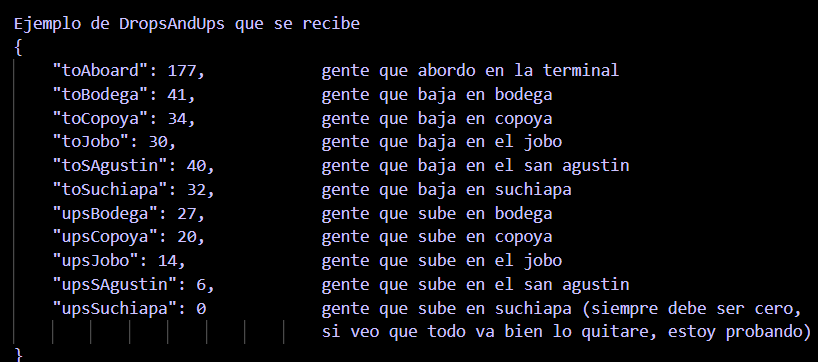 Ejemplo de DropsAndUps que se recibe
{
"toAboard": 177, gente que abordo en la terminal
"toBodega": 41, gente que baja en bodega
"toCopoya": 34, gente que baja en copoya
"toJobo": 30, gente que baja en el jobo
"toSAgustin": 40, gente que baja en el san agustin
"toSuchiapa": 32, gente que baja en suchiapa
"upsBodega": 27, gente que sube en bodega
"upsCopoya": 20, gente que sube en copoya
"upsJobo": 14, gente que sube en el jobo
"upsSAgustin": 6, gente que sube en el san agustin
"upsSuchiapa": 0 gente que sube en suchiapa (siempre debe ser cero,
si veo que todo va bien lo quitare, estoy probando)
}